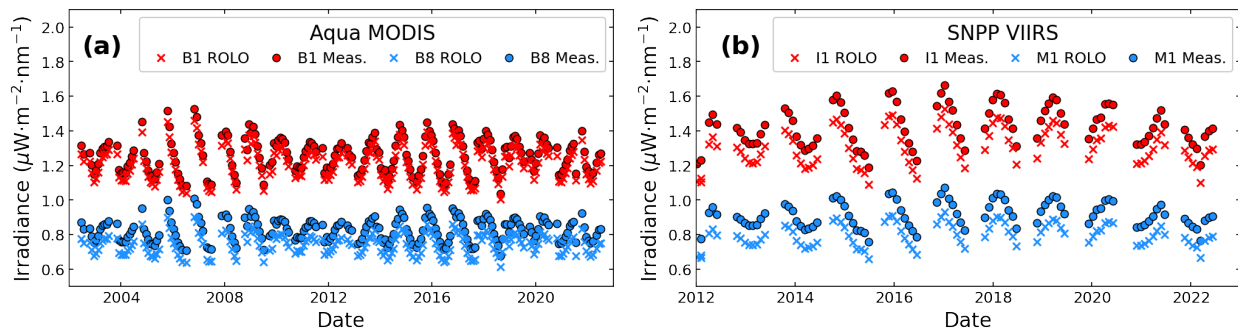 (a)
Aqua MODIS
× B1 ROLO ● B1 Meas. × B8 ROLO ● B8 Meas.
Irradiance (μW·m⁻²·nm⁻¹)
2.0
1.8
1.6
1.4
1.2
1.0
0.8
0.6
2004 2008 2012 2016 2020
Date
(b)
SNPP VIIRS
× I1 ROLO ● I1 Meas. × M1 ROLO ● M1 Meas.
Irradiance (μW·m⁻²·nm⁻¹)
2.0
1.8
1.6
1.4
1.2
1.0
0.8
0.6
2012 2014 2016 2018 2020 2022
Date